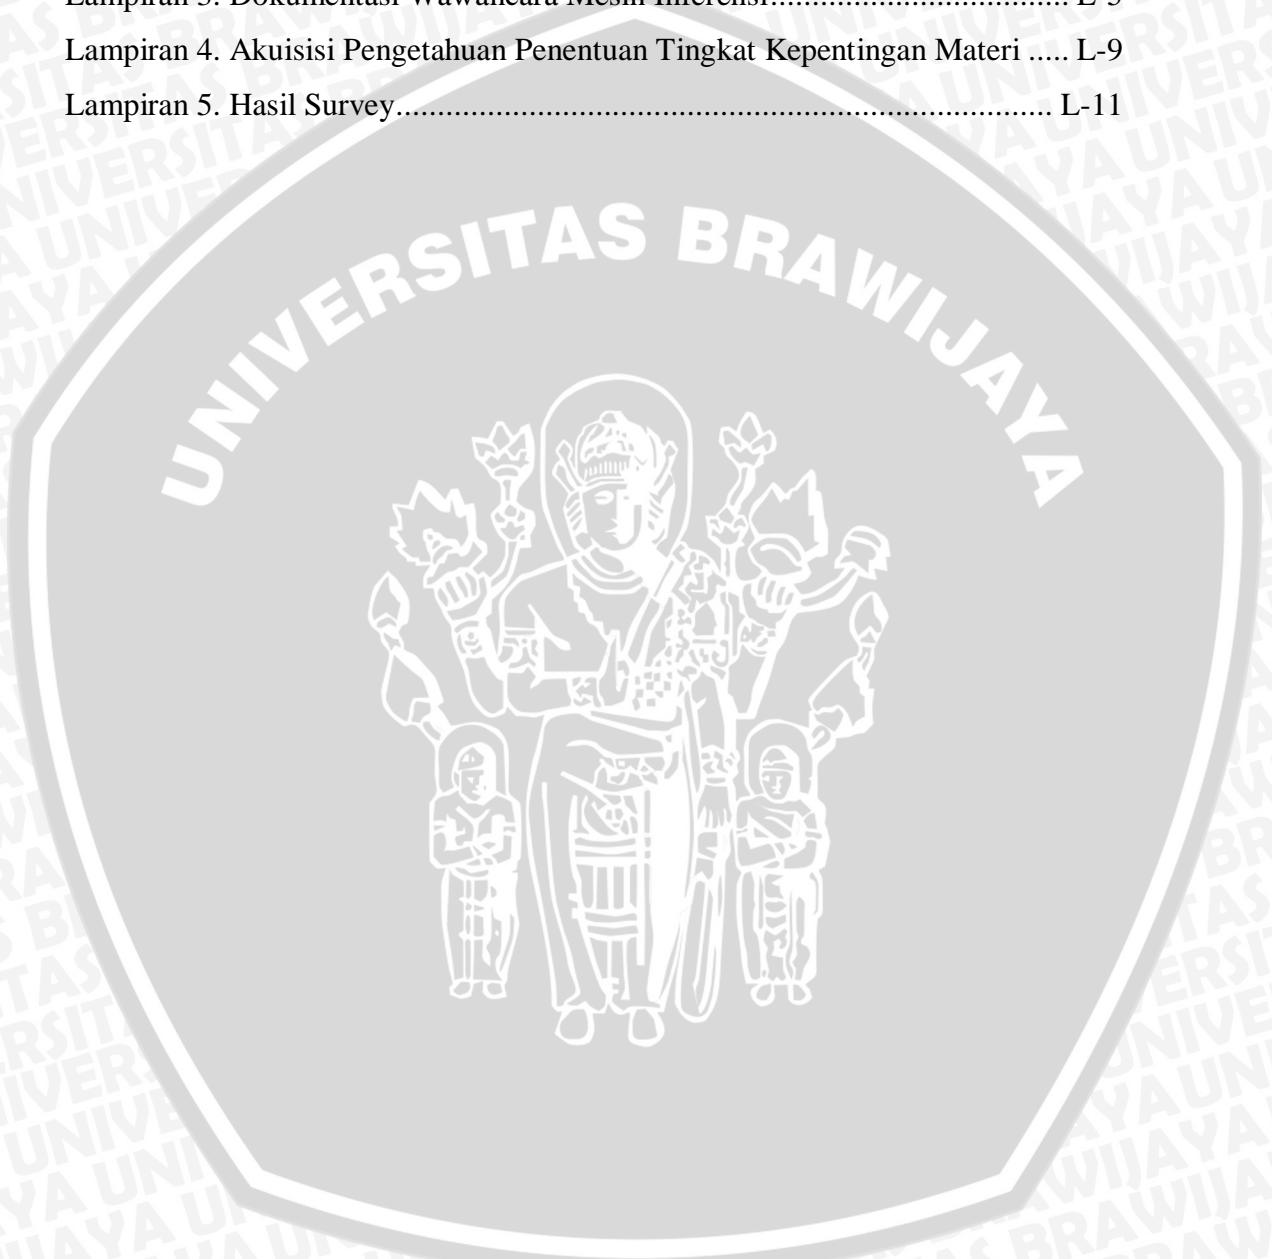 Lampiran 3. Dokumentasi Wawancara Mesin Inferensi.................................... L-5
Lampiran 4. Akuisisi Pengetahuan Penentuan Tingkat Kepentingan Materi ..... L-9
Lampiran 5. Hasil Survey............................................................................... L-11
UNIVERSITAS BRAWIJAYA